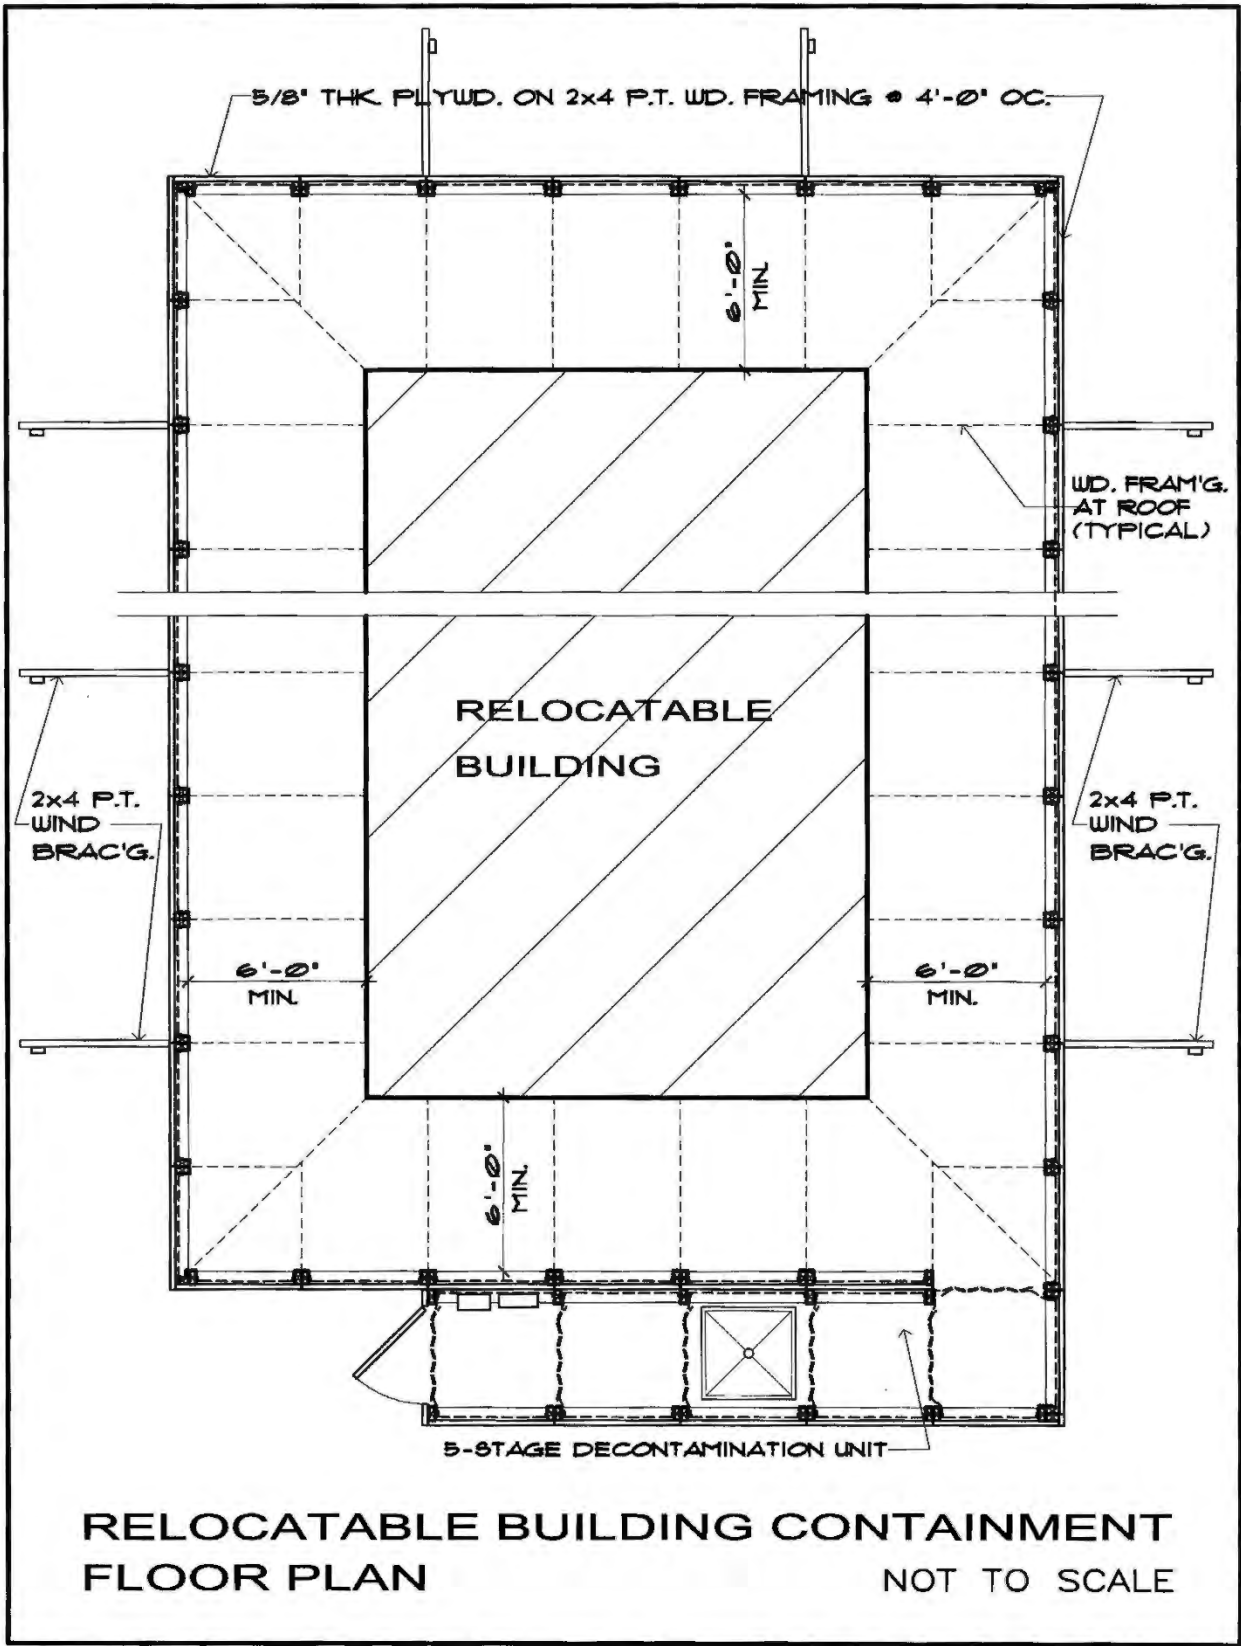 5/8" THK. PLYWD. ON 2x4 P.T. WD. FRAMING @ 4'-0" OC.
6'-0"
MIN.
WD. FRAM'G.
AT ROOF
(TYPICAL)
RELOCATABLE
BUILDING
2x4 P.T.
WIND
BRAC'G.
2x4 P.T.
WIND
BRAC'G.
6'-0"
MIN.
6'-0"
MIN.
6'-0"
MIN.
5-STAGE DECONTAMINATION UNIT
RELOCATABLE BUILDING CONTAINMENT
FLOOR PLAN
NOT TO SCALE